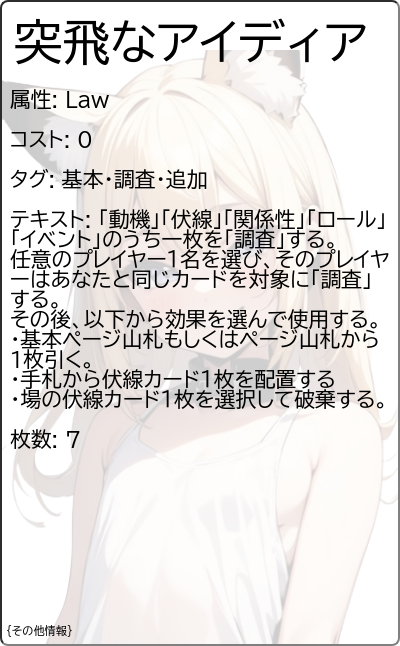 突飛なアイディア
属性: Law
コスト: 0
タグ: 基本・調査・追加
テキスト: 「動機」「伏線」「関係性」「ロール」
「イベント」のうち一枚を「調査」する。
任意のプレイヤー1名を選び、そのプレイヤ
ーはあなたと同じカードを対象に「調査」
する。
その後、以下から効果を選んで使用する。
・基本ページ山札もしくはページ山札から
1枚引く。
・手札から伏線カード1枚を配置する
・場の伏線カード1枚を選択して破棄する。
枚数: 7
{その他情報}